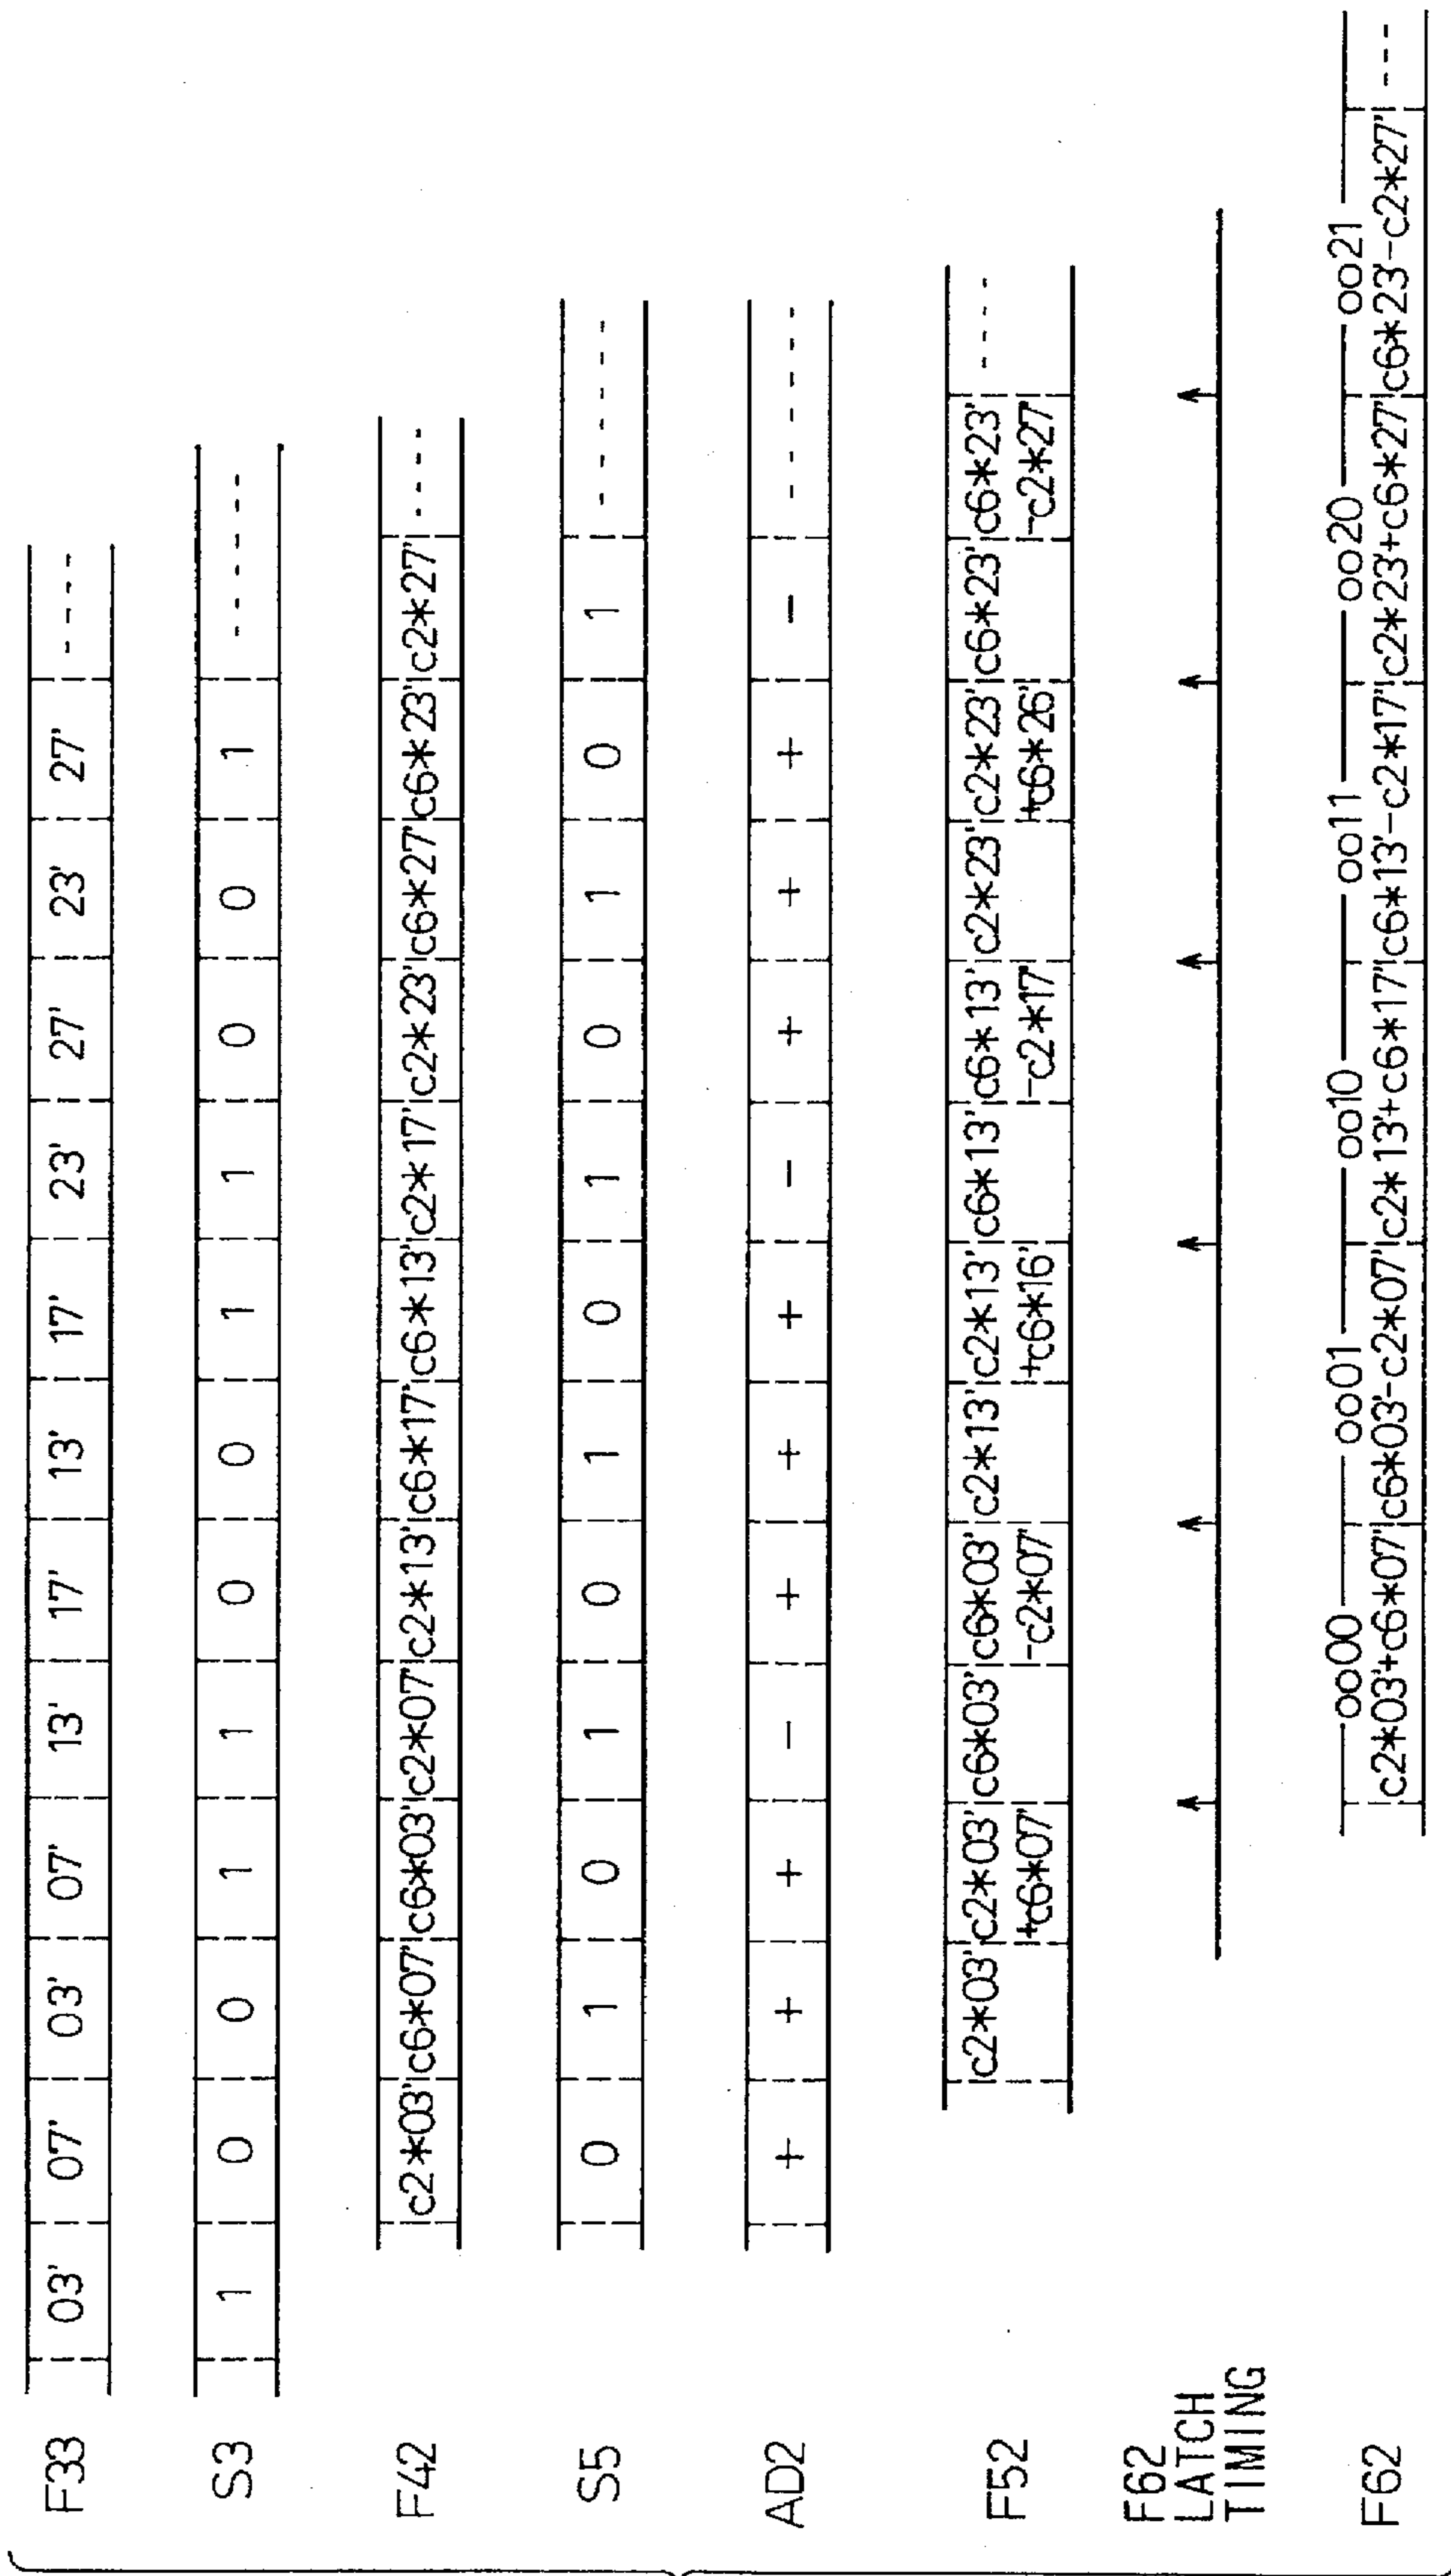 F33 03' 07' 03' 07' 13' 17' 13' 17' 23' 27' 23' 27' ----
S3 1 0 0 1 1 0 0 1 1 0 0 1 -----
F42 c2*03' c6*07' c6*03' c2*07' c2*13' c6*17' c6*13' c2*17' c2*23' c6*27' c6*23' c2*27' ----
S5 0 1 0 1 0 1 0 1 0 1 0 1 ------
AD2 + + + - + + + - + + + - ------
F52 c2*03' c2*03' c6*03' c6*03' c2*13' c2*13' c6*13' c6*13' c2*23' c2*23' c6*23' c6*23' ----
+c6*07' -c2*07' +c6*16' -c2*17' +c6*26' -c2*27'
F62
LATCH
TIMING
oo00 oo01 oo10 oo11 oo20 oo21
F62 c2*03'+c6*07' c6*03'-c2*07' c2*13'+c6*17' c6*13'-c2*17' c2*23'+c6*27' c6*23'-c2*27' ---